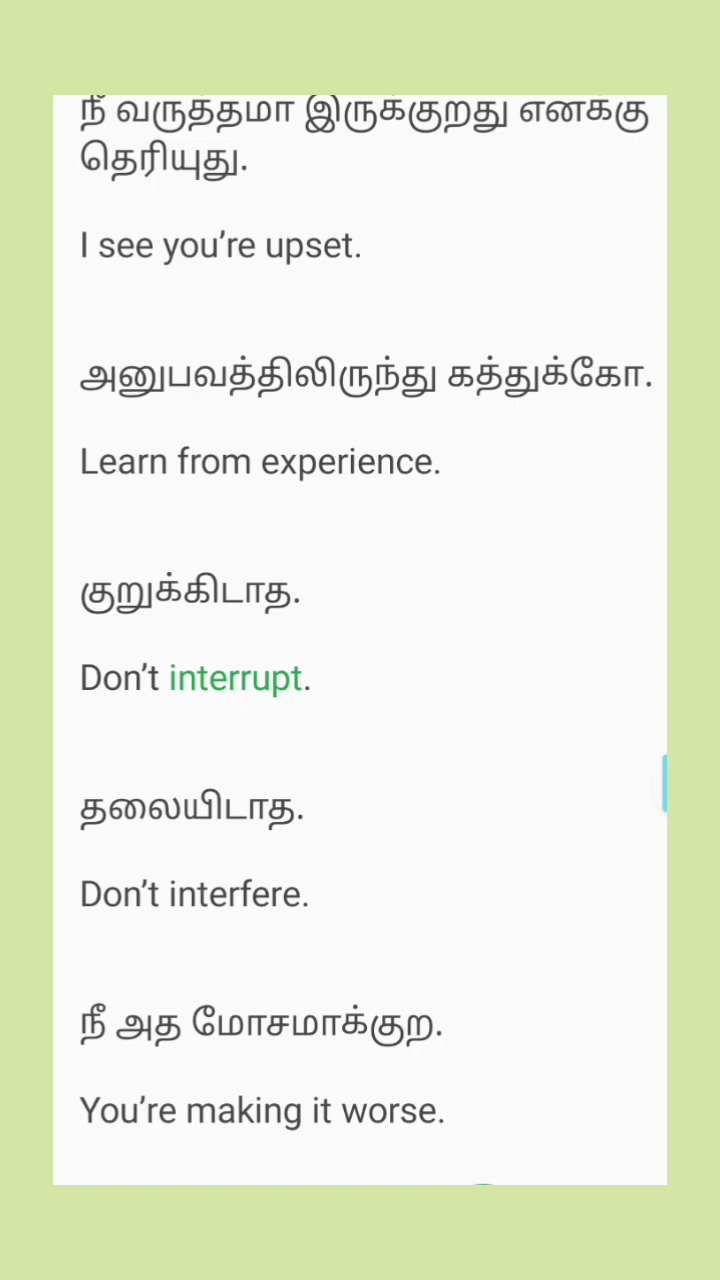 நீ வருத்தமா இருக்குறது எனக்கு
தெரியுது.
I see you’re upset.
அனுபவத்திலிருந்து கத்துக்கோ.
Learn from experience.
குறுக்கிடாத.
Don’t interrupt.
தலையிடாத.
Don’t interfere.
நீ அத மோசமாக்குற.
You’re making it worse.